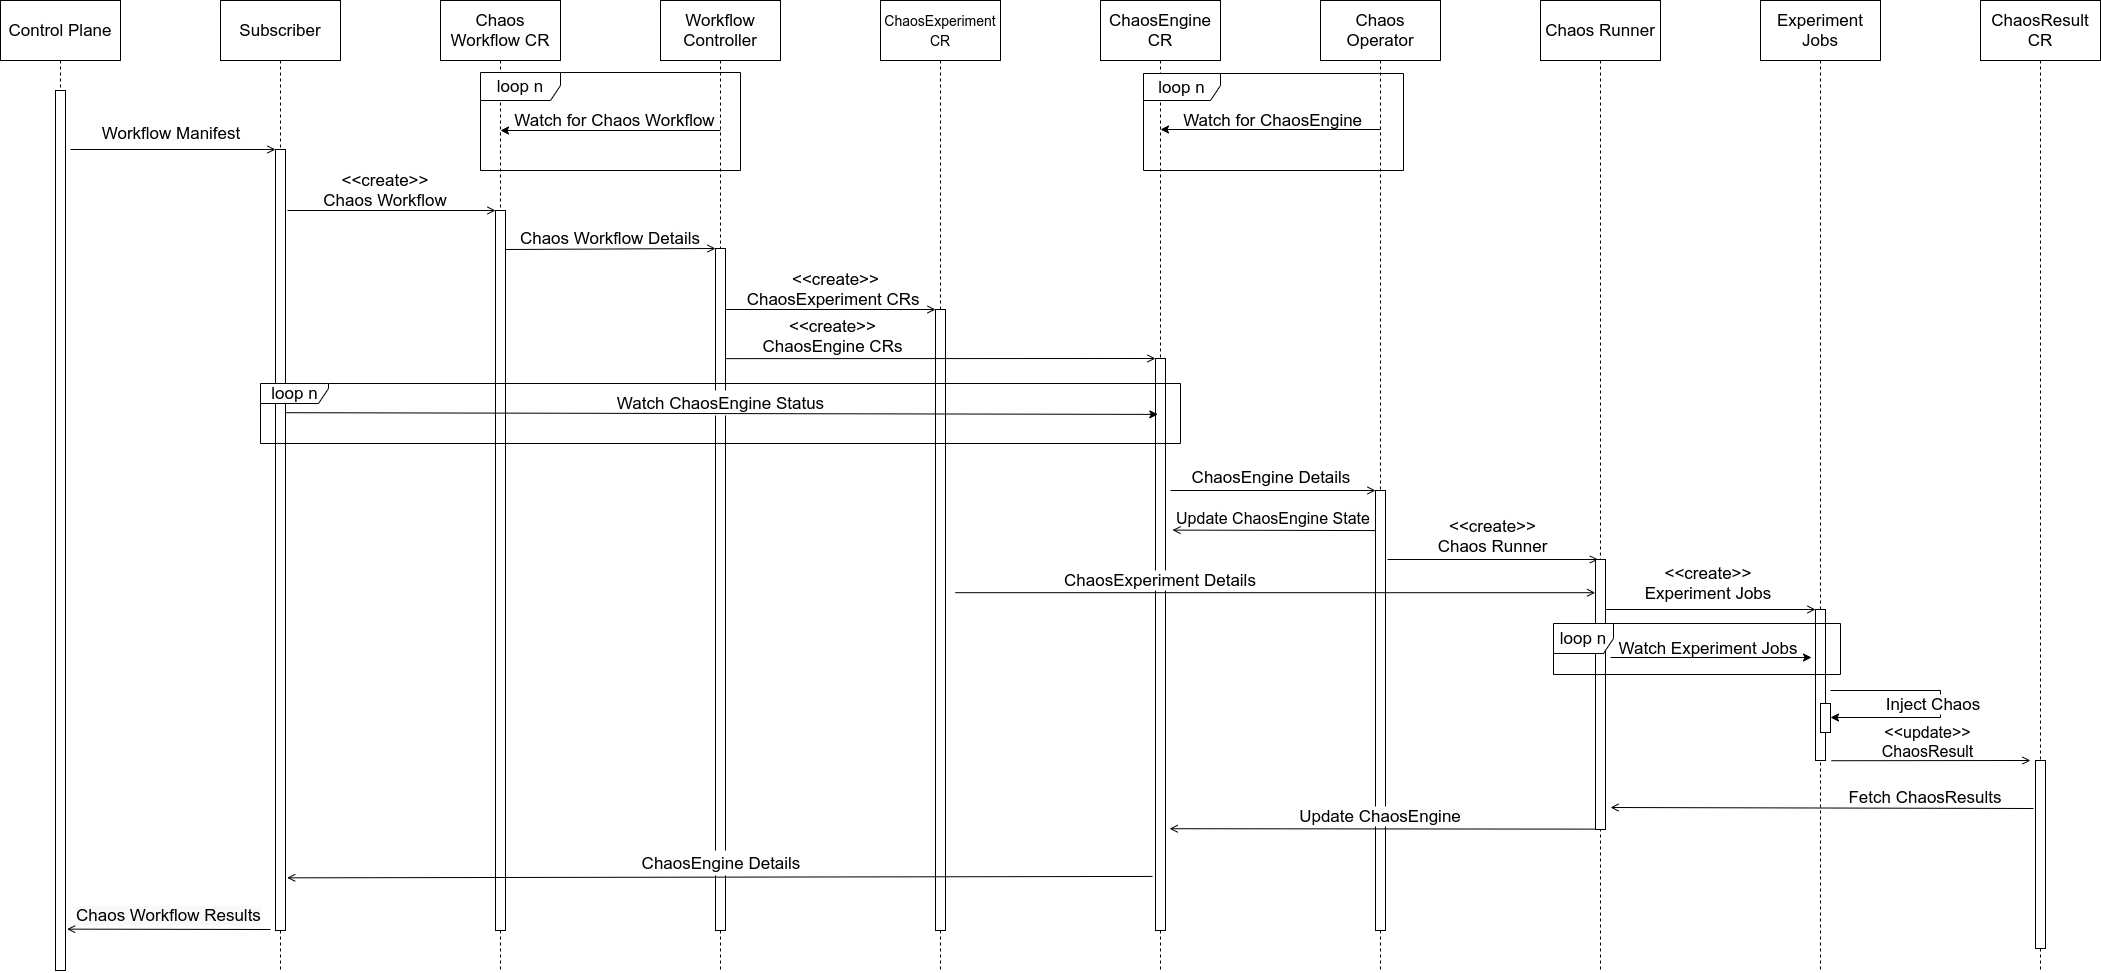 Control Plane
Subscriber
Chaos
Workflow CR
Workflow
Controller
ChaosExperiment
CR
ChaosEngine
CR
Chaos
Operator
Chaos Runner
Experiment
Jobs
ChaosResult
CR
loop n
Watch for Chaos Workflow
loop n
Watch for ChaosEngine
Workflow Manifest
<<create>>
Chaos Workflow
Chaos Workflow Details
<<create>>
ChaosExperiment CRs
<<create>>
ChaosEngine CRs
loop n
Watch ChaosEngine Status
ChaosEngine Details
Update ChaosEngine State
<<create>>
Chaos Runner
ChaosExperiment Details
<<create>>
Experiment Jobs
loop n
Watch Experiment Jobs
Inject Chaos
<<update>>
ChaosResult
Fetch ChaosResults
Update ChaosEngine
ChaosEngine Details
Chaos Workflow Results